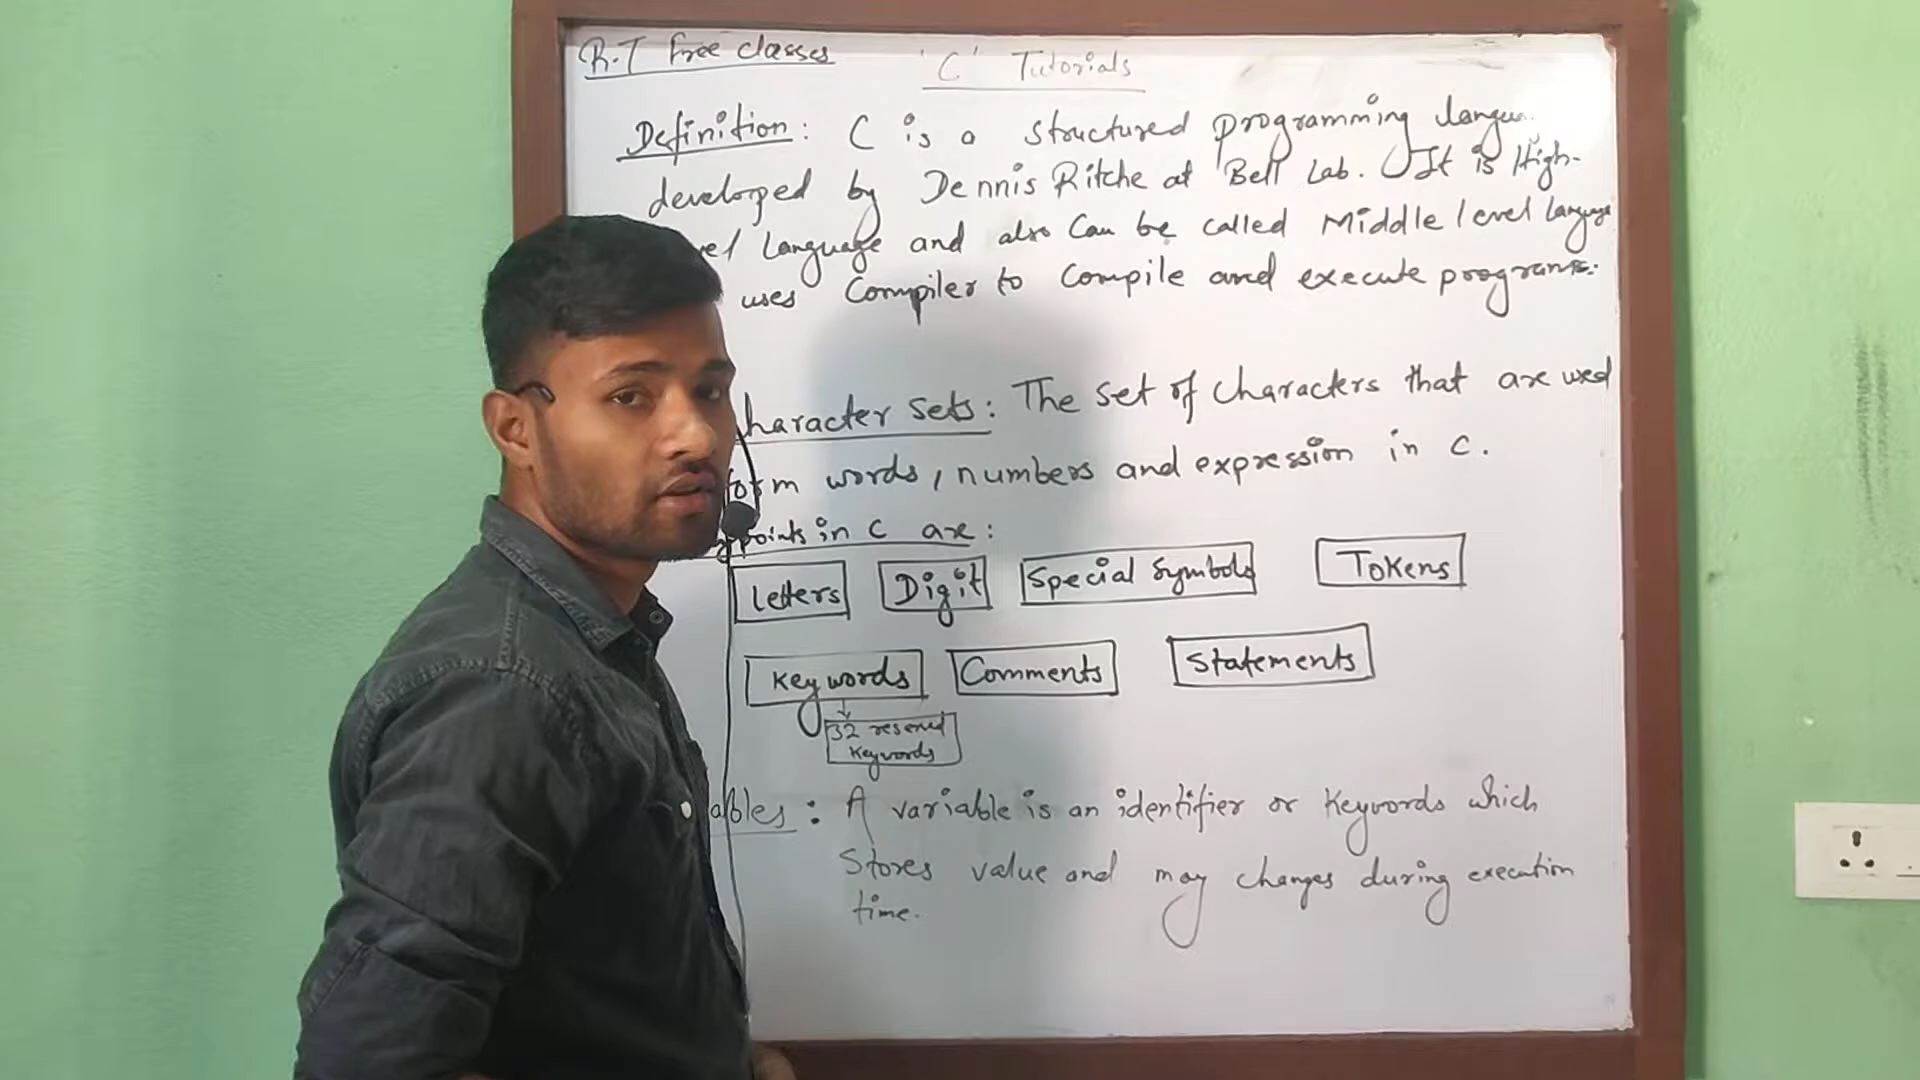 R.T free classes
'C' Tutorials
Definition: C is a structured programming
developed by Dennis Ritche at Bell Lab. It is High-
Language and also Can be called Middle level language
uses Compiler to Compile and execute programs.
haracter sets: The set of characters that are used
form words, numbers and expression in C.
points in C are:
Letters Digit Special Symbols Tokens
Keywords Comments Statements
32 reserved
Keywords
ables: A variable is an identifier or Keywords which
Stores value and may changes during execution
time.